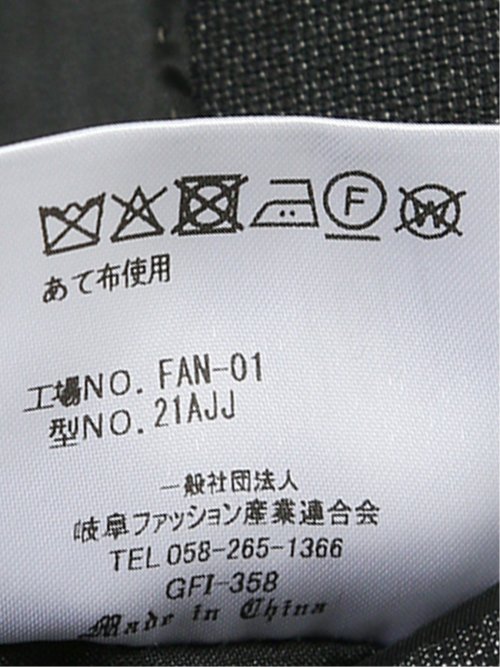 F W
あて布使用
工場NO. FAN-01
型NO. 21AJJ
一般社団法人
岐阜ファッション産業連合会
TEL 058-265-1366
GFI-358
Made in China